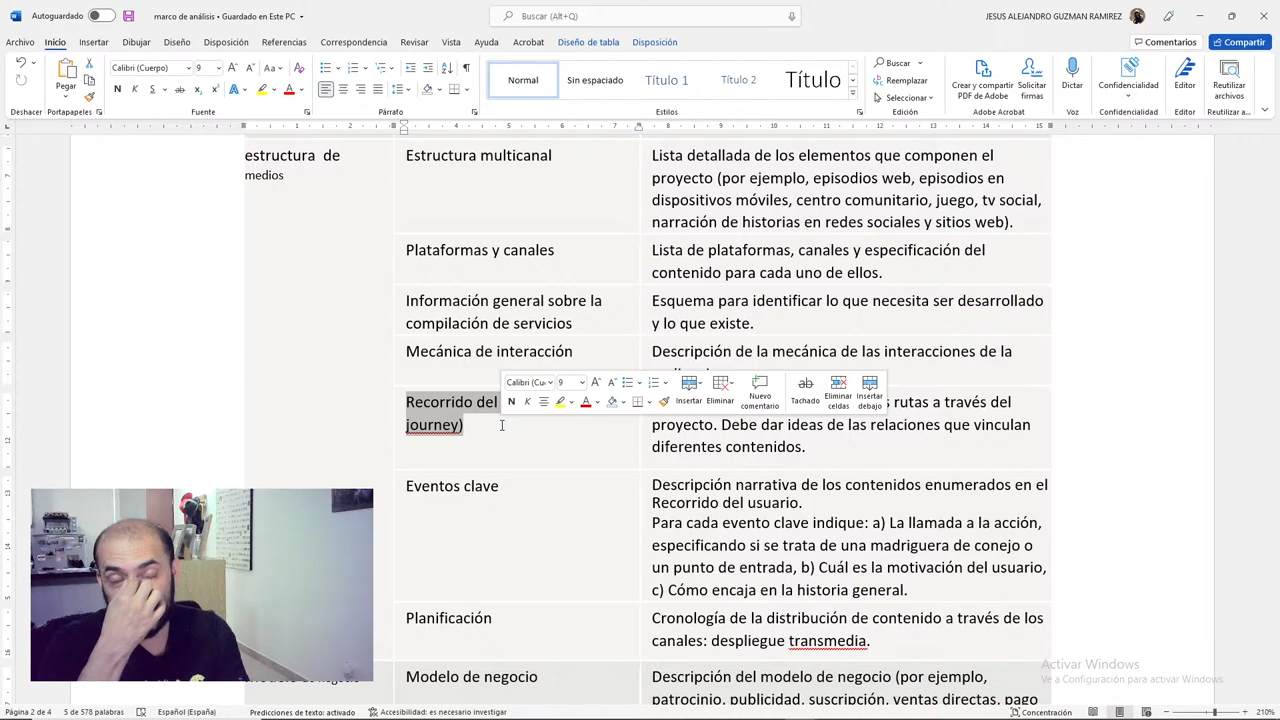 Autoguardado
marco de análisis • Guardado en Este PC
Buscar (Alt+Q)
JESUS ALEJANDRO GUZMAN RAMIREZ
Archivo Inicio Insertar Dibujar Diseño Disposición Referencias Correspondencia Revisar Vista Ayuda Acrobat Diseño de tabla Disposición
Comentarios Compartir
Pegar
Calibri (Cuerpo) 9
Normal Sin espaciado Título 1 Título 2 Título
Buscar
Reemplazar
Seleccionar
Crear y compartir PDF de Adobe
Solicitar firmas
Dictar
Confidencialidad
Editor
Reutilizar archivos
Deshacer Portapapeles Fuente Párrafo Estilos Edición Adobe Acrobat Voz Confidencialidad Editor Reutilizar a...
estructura de
medios
Estructura multicanal
Lista detallada de los elementos que componen el
proyecto (por ejemplo, episodios web, episodios en
dispositivos móviles, centro comunitario, juego, tv social,
narración de historias en redes sociales y sitios web).
Plataformas y canales
Lista de plataformas, canales y especificación del
contenido para cada uno de ellos.
Información general sobre la
compilación de servicios
Esquema para identificar lo que necesita ser desarrollado
y lo que existe.
Mecánica de interacción
Descripción de la mecánica de las interacciones de la
Calibri (Cu 9
Insertar Eliminar
Nuevo comentario
Tachado
Eliminar celdas
Insertar debajo
Recorrido del
journey)
rutas a través del
proyecto. Debe dar ideas de las relaciones que vinculan
diferentes contenidos.
Eventos clave
Descripción narrativa de los contenidos enumerados en el
Recorrido del usuario.
Para cada evento clave indique: a) La llamada a la acción,
especificando si se trata de una madriguera de conejo o
un punto de entrada, b) Cuál es la motivación del usuario,
c) Cómo encaja en la historia general.
Planificación
Cronología de la distribución de contenido a través de los
canales: despliegue transmedia.
Modelo de negocio
Descripción del modelo de negocio (por ejemplo,
patrocinio, publicidad, suscripción, ventas directas, pago
Activar Windows
Ve a Configuración para activar Windows.
Página 2 de 4 5 de 578 palabras Español (España) Predicciones de texto: activado Accesibilidad: es necesario investigar
Concentración 210%